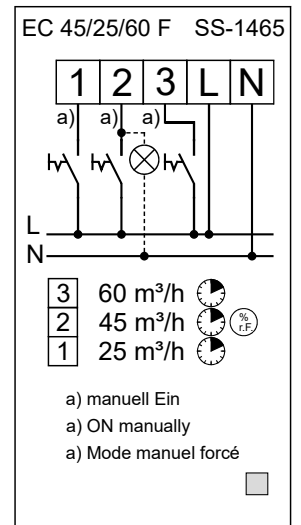 EC 45/25/60 F SS-1465
1 2 3 L N
a) a) a)
L
N
3 60 m³/h
2 45 m³/h % r.F.
1 25 m³/h
a) manuell Ein
a) ON manually
a) Mode manuel forcé